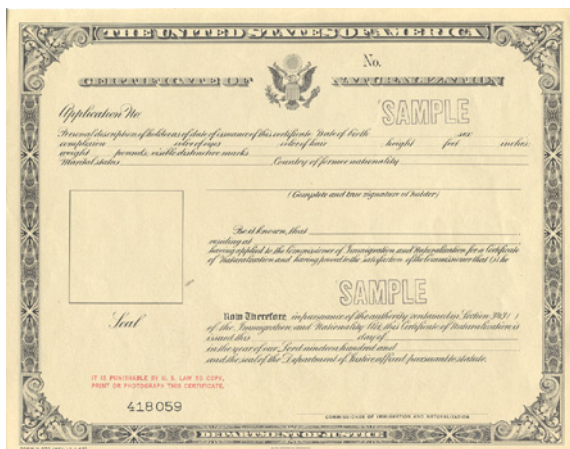 THE UNITED STATES OF AMERICA
No.
CERTIFICATE OF NATURALIZATION
Application No.
SAMPLE
Personal description of holder as of date of issuance of this certificate: Date of birth sex
complexion color of eyes color of hair height feet inches
weight pounds; visible distinctive marks
Marital status Country of former nationality
(Complete and true signature of holder)
Be it known, that
residing at
having applied to the Commissioner of Immigration and Naturalization for a Certificate
of Naturalization and having proved to the satisfaction of the Commissioner that (s)he
SAMPLE
Now Therefore, in pursuance of the authority contained in Section
of the Immigration and Nationality Act, this Certificate of Naturalization is
issued this day of
in the year of our Lord nineteen hundred and
and the seal of the Department of Justice affixed pursuant to statute.
Seal
IT IS PUNISHABLE BY U. S. LAW TO COPY,
PRINT OR PHOTOGRAPH THIS CERTIFICATE.
418059
COMMISSIONER OF IMMIGRATION AND NATURALIZATION
DEPARTMENT OF JUSTICE